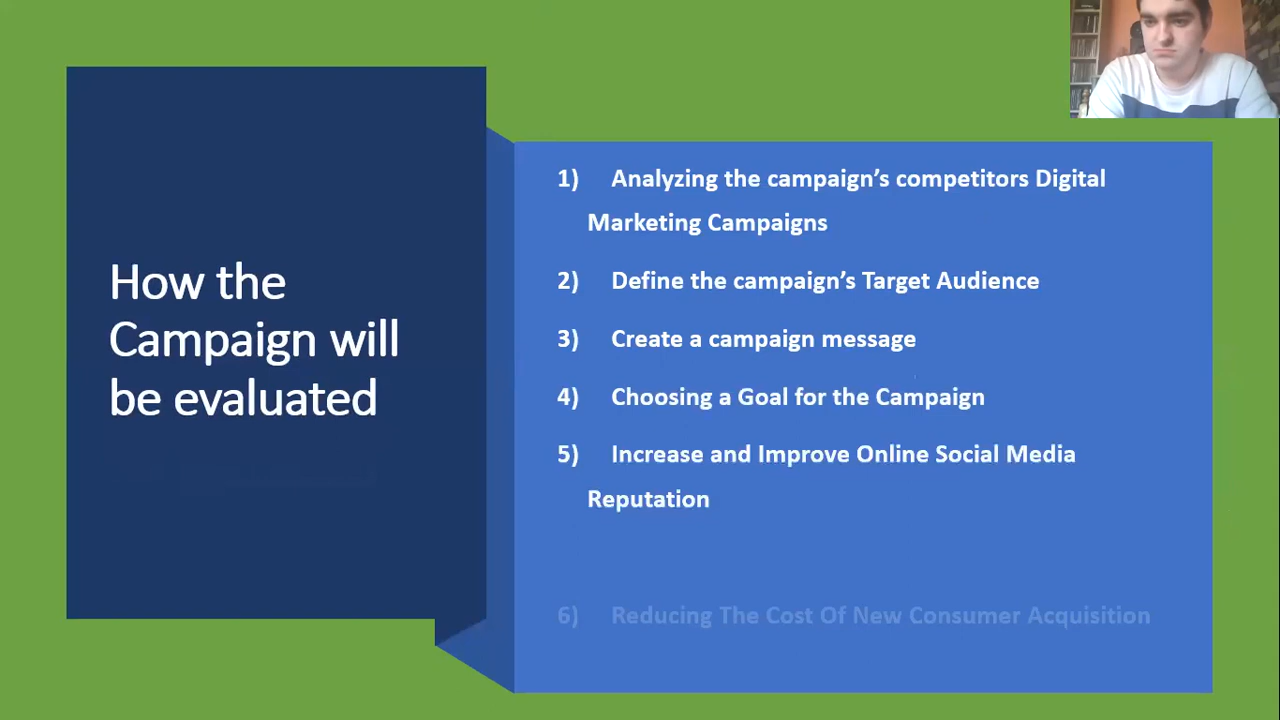 How the
Campaign will
be evaluated
1) Analyzing the campaign’s competitors Digital
Marketing Campaigns
2) Define the campaign’s Target Audience
3) Create a campaign message
4) Choosing a Goal for the Campaign
5) Increase and Improve Online Social Media
Reputation
6) Reducing The Cost Of New Consumer Acquisition